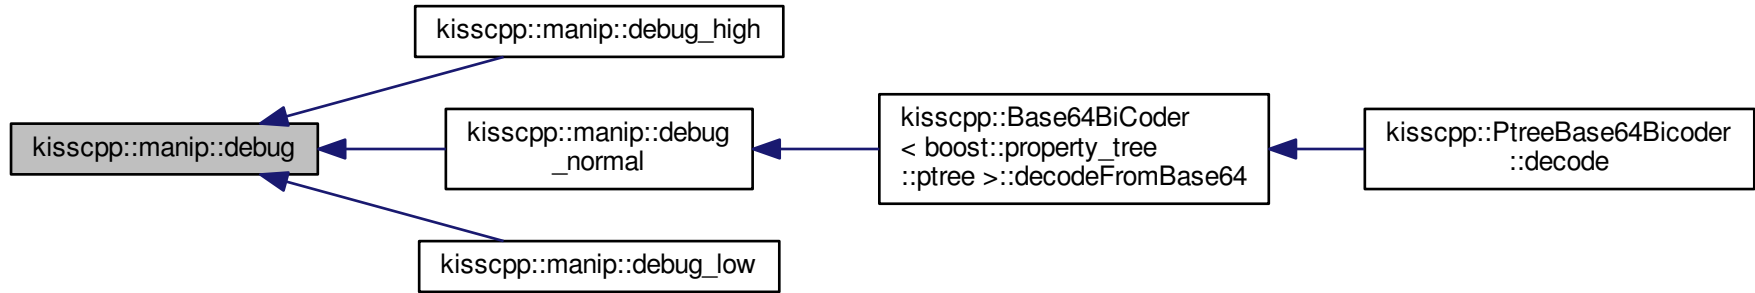 kisscpp::manip::debug_high
kisscpp::manip::debug
kisscpp::manip::debug
_normal
kisscpp::Base64BiCoder
< boost::property_tree
::ptree >::decodeFromBase64
kisscpp::PtreeBase64Bicoder
::decode
kisscpp::manip::debug_low